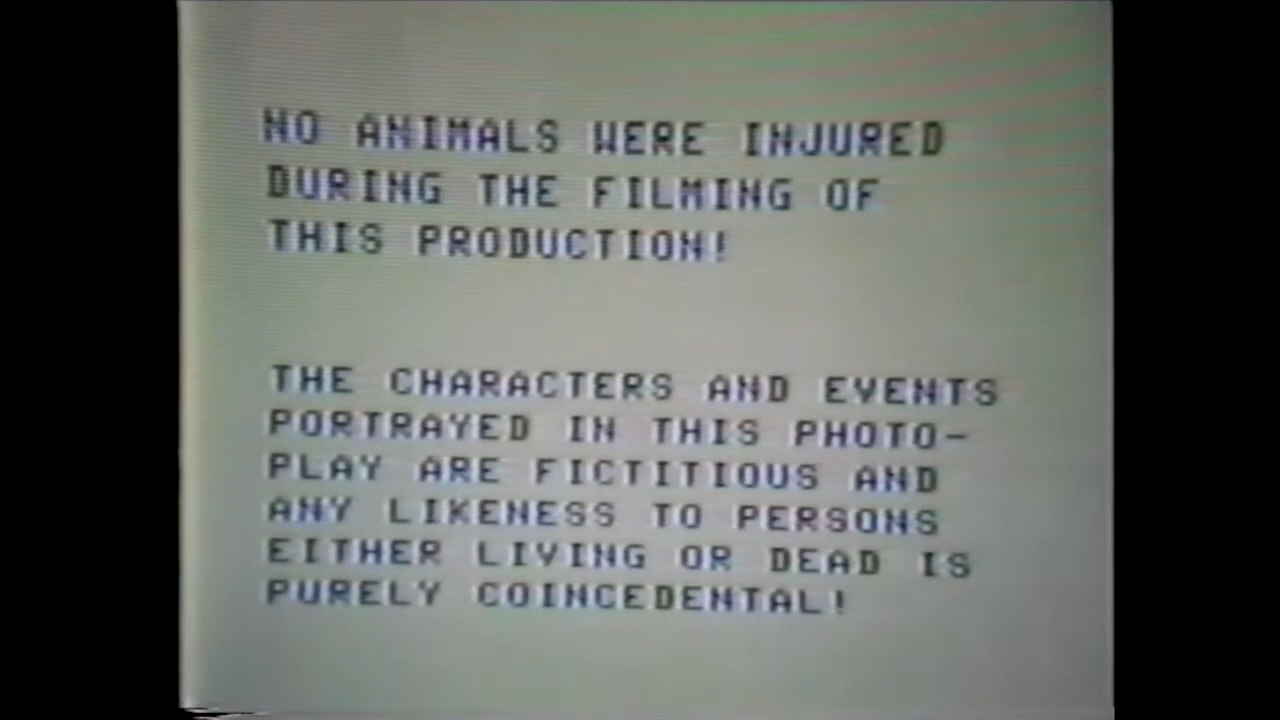 NO ANIMALS WERE INJURED
DURING THE FILMING OF
THIS PRODUCTION!
THE CHARACTERS AND EVENTS
PORTRAYED IN THIS PHOTO-
PLAY ARE FICTITIOUS AND
ANY LIKENESS TO PERSONS
EITHER LIVING OR DEAD IS
PURELY COINCEDENTAL!